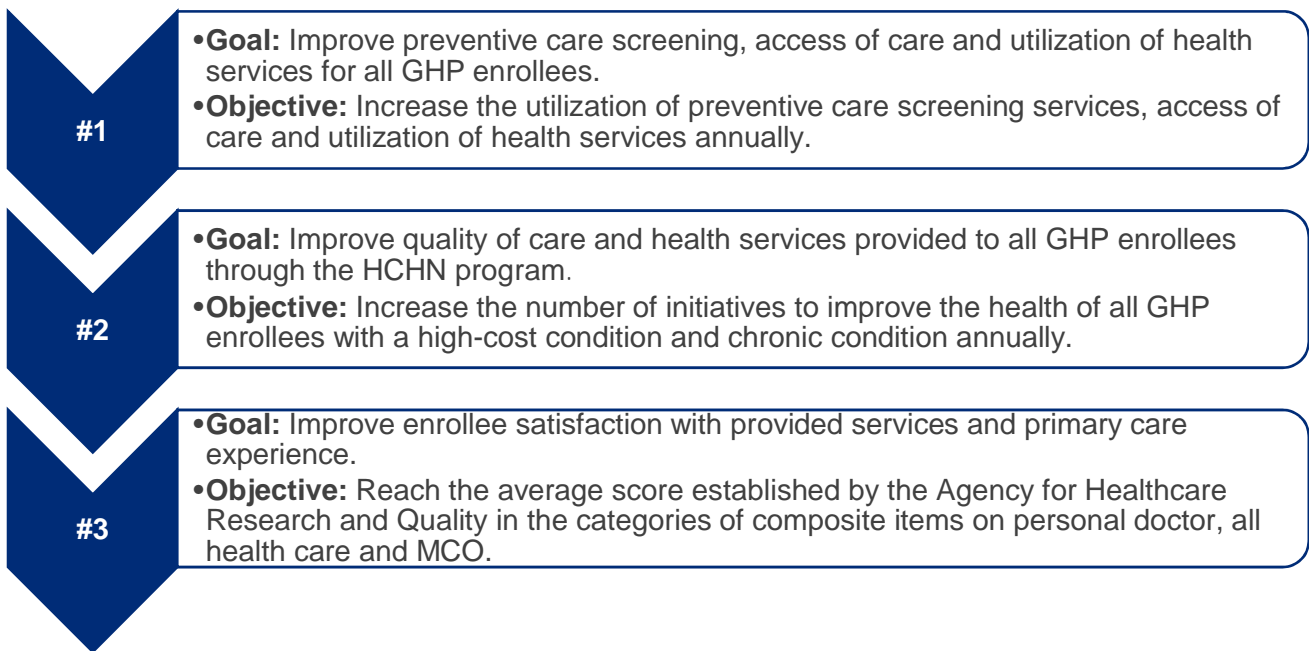 #1
•Goal: Improve preventive care screening, access of care and utilization of health
services for all GHP enrollees.
•Objective: Increase the utilization of preventive care screening services, access of
care and utilization of health services annually.
#2
•Goal: Improve quality of care and health services provided to all GHP enrollees
through the HCHN program.
•Objective: Increase the number of initiatives to improve the health of all GHP
enrollees with a high-cost condition and chronic condition annually.
#3
•Goal: Improve enrollee satisfaction with provided services and primary care
experience.
•Objective: Reach the average score established by the Agency for Healthcare
Research and Quality in the categories of composite items on personal doctor, all
health care and MCO.